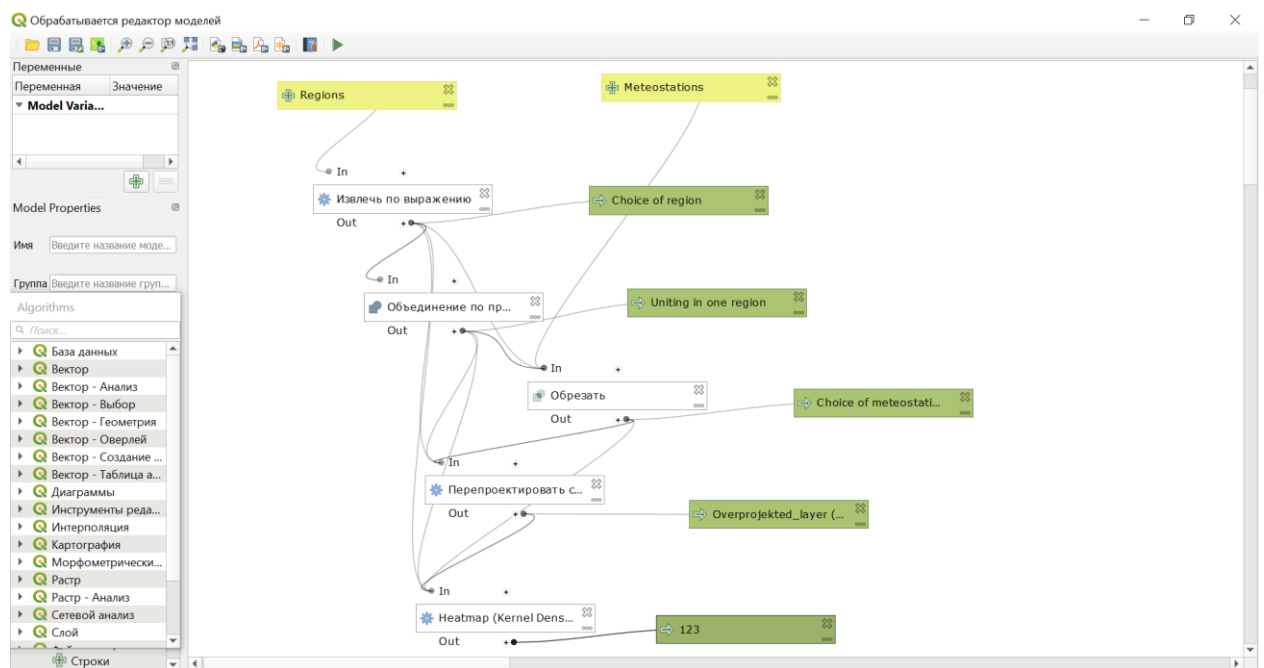 Обрабатывается редактор моделей
Переменные
Переменная Значение
Model Varia...
Model Properties
Имя Введите название моде...
Группа Введите название груп...
Algorithms
Поиск...
База данных
Вектор
Вектор - Анализ
Вектор - Выбор
Вектор - Геометрия
Вектор - Оверлей
Вектор - Создание ...
Вектор - Таблица а...
Диаграммы
Инструменты реда...
Интерполяция
Картография
Морфометрически...
Растр
Растр - Анализ
Сетевой анализ
Слой
Строки
Regions
Meteostations
In
Извлечь по выражению
Choice of region
Out
In
Объединение по пр...
Uniting in one region
Out
In
Обрезать
Choice of meteostati...
Out
In
Перепроектировать с...
Out
Overprojekted_layer (...
In
Heatmap (Kernel Dens...
123
Out